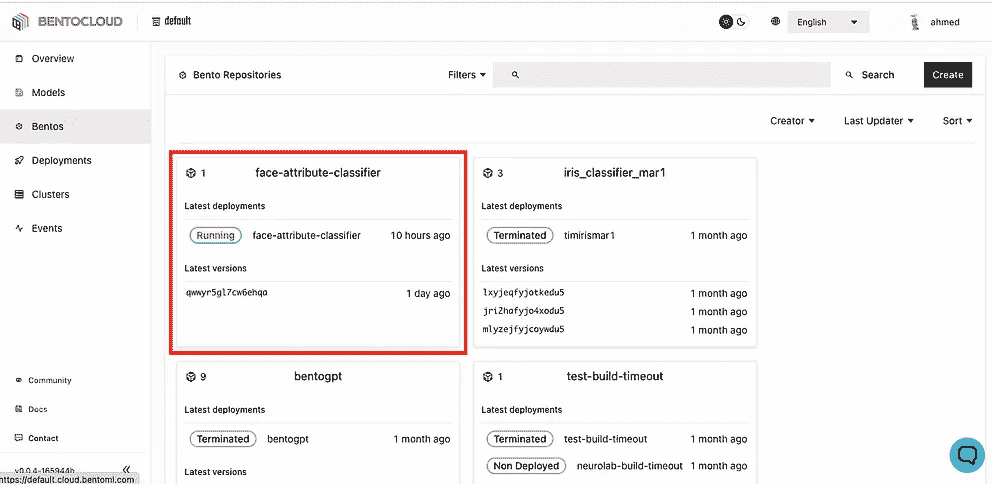 BENTOCLOUD
default
English
ahmed
Overview
Models
Bentos
Deployments
Clusters
Events
Community
Docs
Contact
v0.0.4-165944b
https://default.cloud.bentoml.com
Bento Repositories
Filters
Search
Create
Creator
Last Updater
Sort
1 face-attribute-classifier
Latest deployments
Running face-attribute-classifier 10 hours ago
Latest versions
qwwyr5gl7cw6ehqa 1 day ago
3 iris_classifier_mar1
Latest deployments
Terminated timirismar1 1 month ago
Latest versions
lxyjeqfyjotkedu5 1 month ago
jri2hafyjo4xodu5 1 month ago
mlyzejfyjcoywdu5 1 month ago
9 bentogpt
Latest deployments
Terminated bentogpt 1 month ago
Latest versions
1 test-build-timeout
Latest deployments
Terminated test-build-timeout 1 month ago
Non Deployed neurolab-build-timeout 1 month ago